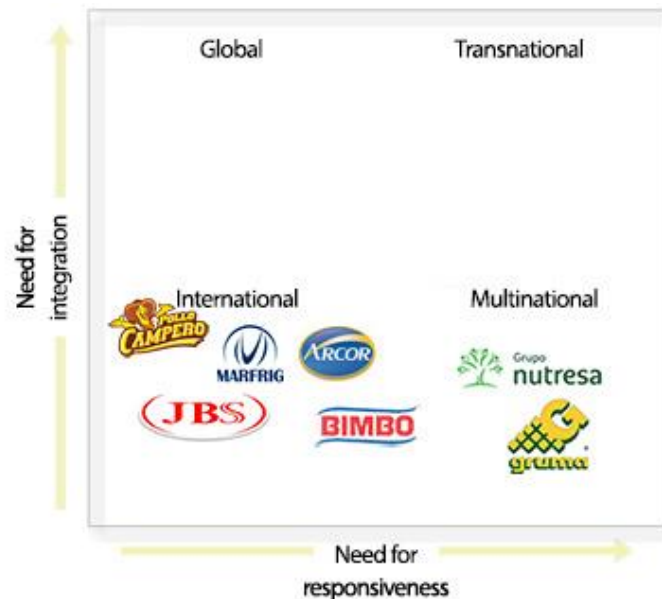 Global
Transnational
Need for
integration
International
Multinational
POLLO
CAMPERO
MARFRIG
ARCOR
JBS
BIMBO
Grupo
nutresa
G
gruma
Need for
responsiveness